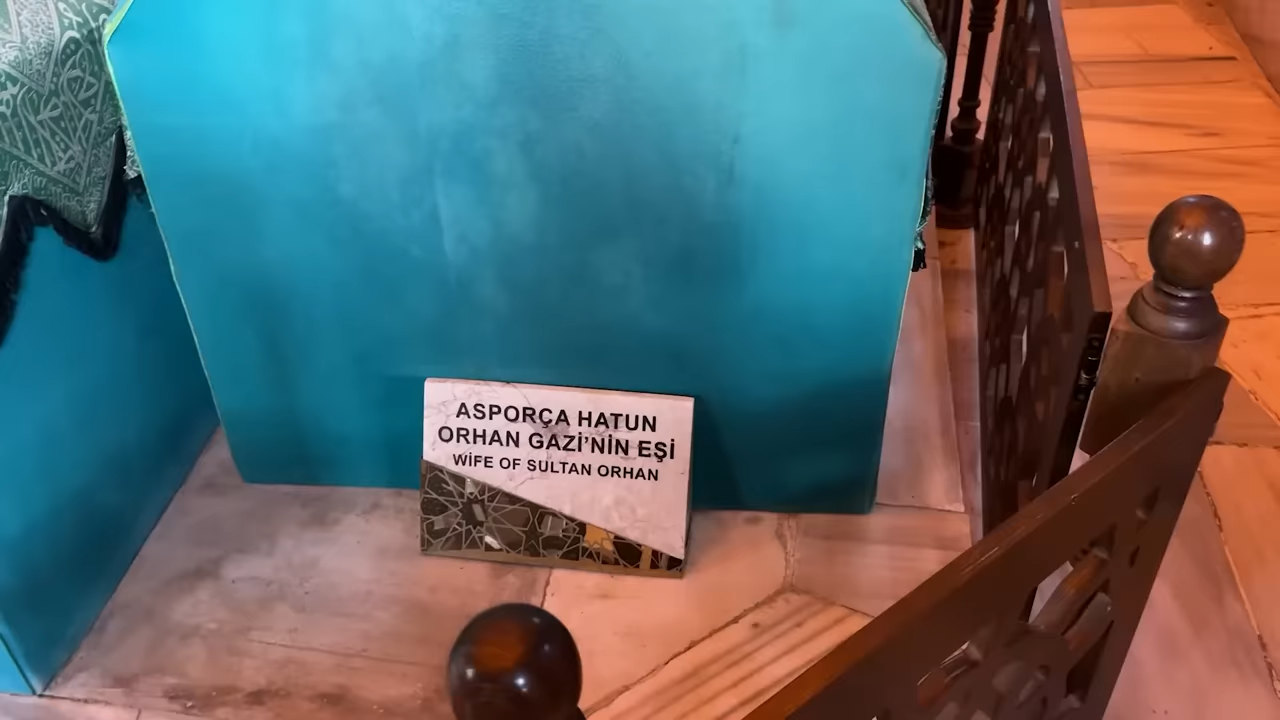 ASPORÇA HATUN
ORHAN GAZİ’NİN EŞİ
WİFE OF SULTAN ORHAN